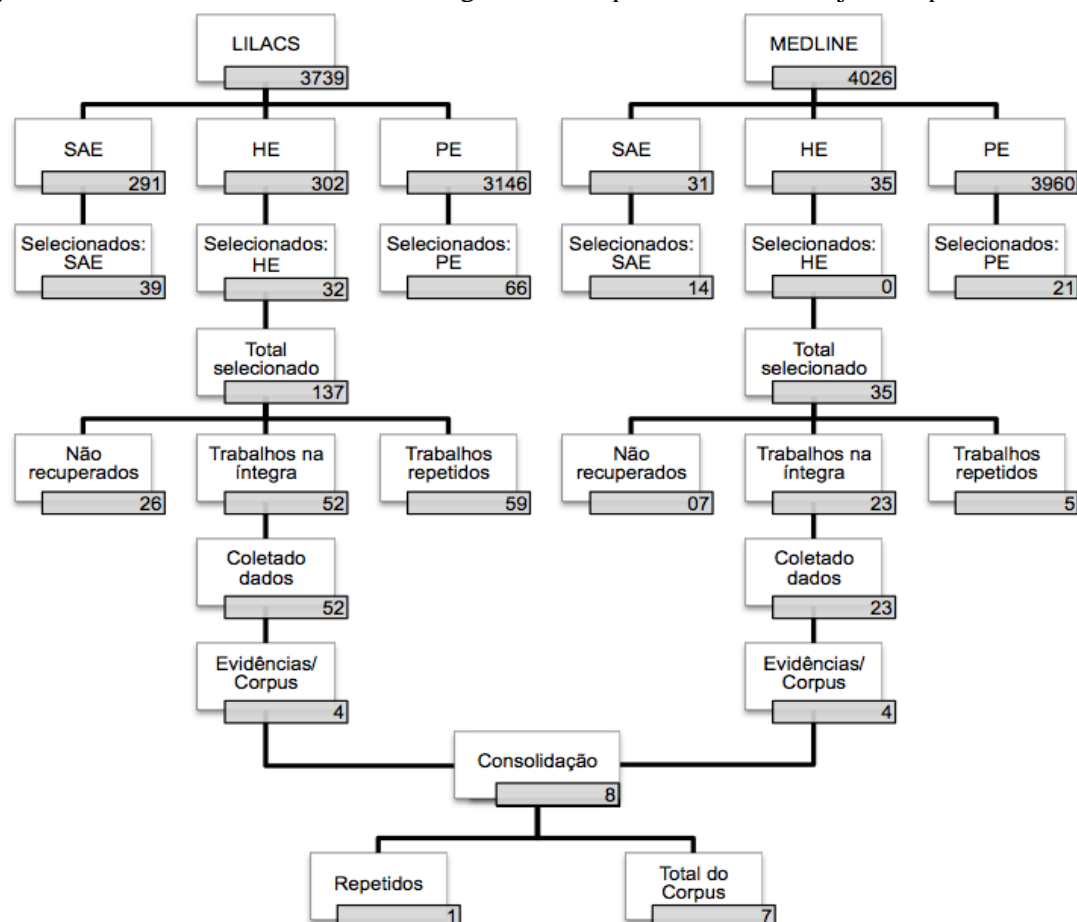 LILACS
3739
MEDLINE
4026
SAE
291
HE
302
PE
3146
SAE
31
HE
35
PE
3960
Selecionados:
SAE
39
Selecionados:
HE
32
Selecionados:
PE
66
Selecionados:
SAE
14
Selecionados:
HE
0
Selecionados:
PE
21
Total
selecionado
137
Total
selecionado
35
Não
recuperados
26
Trabalhos na
íntegra
52
Trabalhos
repetidos
59
Não
recuperados
07
Trabalhos na
íntegra
23
Trabalhos
repetidos
5
Coletado
dados
52
Coletado
dados
23
Evidências/
Corpus
4
Evidências/
Corpus
4
Consolidação
8
Repetidos
1
Total do
Corpus
7